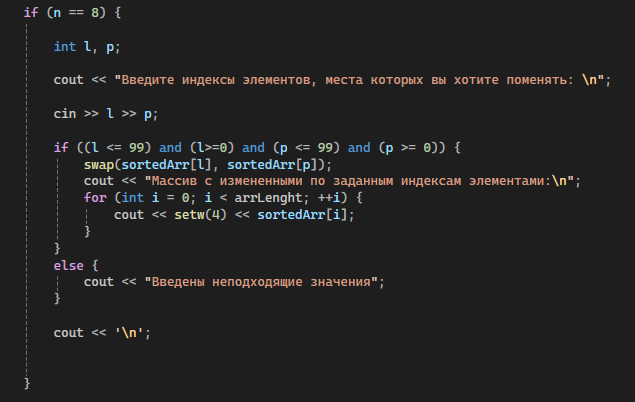 if (n == 8) {
int l, p;
cout << "Введите индексы элементов, места которых вы хотите поменять: \n";
cin >> l >> p;
if ((l <= 99) and (l>=0) and (p <= 99) and (p >= 0)) {
swap(sortedArr[l], sortedArr[p]);
cout << "Массив с измененными по заданным индексам элементами:\n";
for (int i = 0; i < arrLenght; ++i) {
cout << setw(4) << sortedArr[i];
}
}
else {
cout << "Введены неподходящие значения";
}
cout << '\n';
}